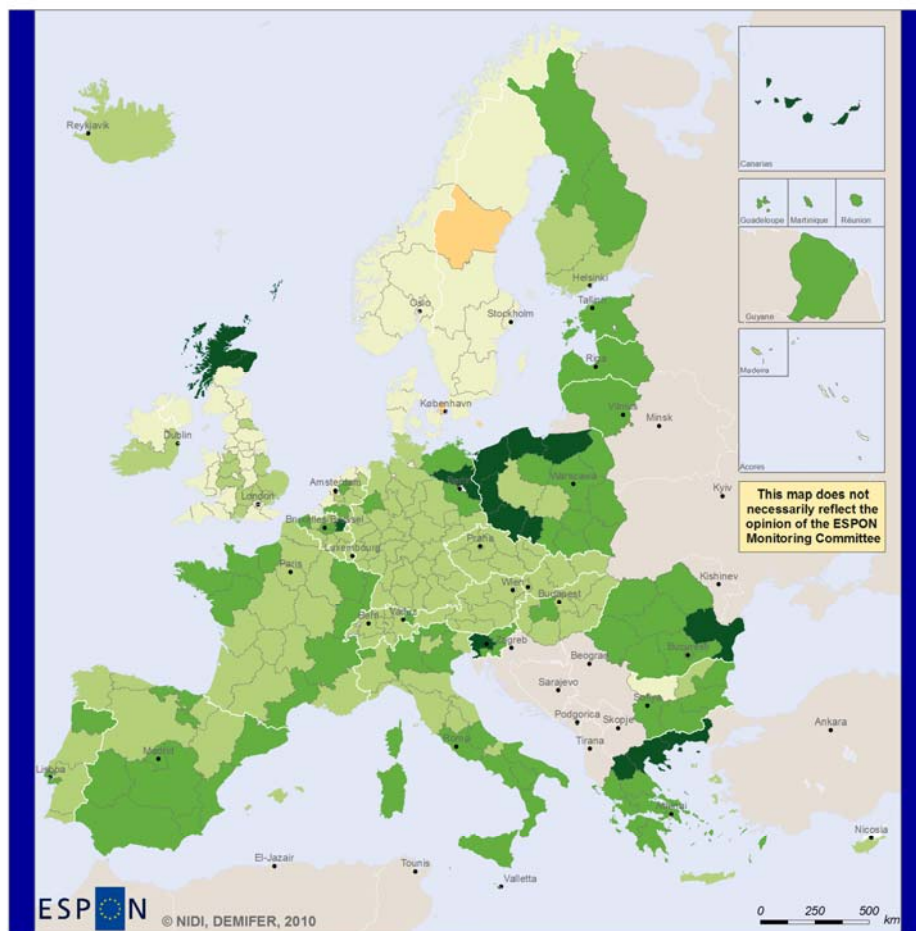 Reykjavik
Canarias
Guadeloupe
Martinique
Réunion
Guyane
Madeira
Acores
This map does not
necessarily reflect the
opinion of the ESPON
Monitoring Committee
Oslo
Stockholm
Helsinki
Tallinn
Riga
Vilnius
Minsk
København
Dublin
London
Amsterdam
Warszawa
Kyiv
Luxembourg
Paris
Praha
Wien
Budapest
Kishinev
Bern
Vaduz
Zagreb
Beograd
Bucuresti
Sarajevo
Podgorica
Skopje
Tirana
Sofia
Ankara
Madrid
Lisboa
Roma
Athinai
Nicosia
El-Jazair
Tounis
Valletta
ESPON
© NIDI, DEMIFER, 2010
0 250 500
km